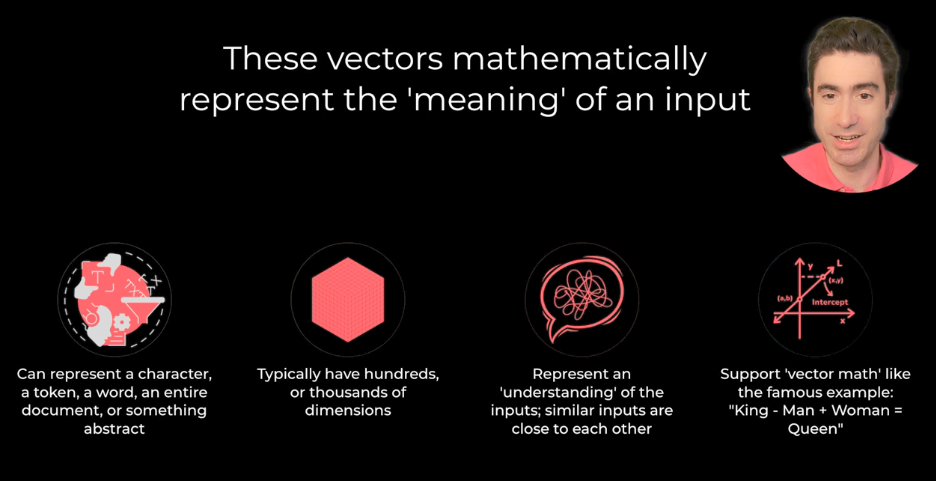 These vectors mathematically
represent the 'meaning' of an input
Can represent a character,
a token, a word, an entire
document, or something
abstract
Typically have hundreds,
or thousands of
dimensions
Represent an
'understanding' of the
inputs; similar inputs are
close to each other
Y
L
(x,y)
(a,b)
Intercept
x
Support 'vector math' like
the famous example:
"King - Man + Woman =
Queen"